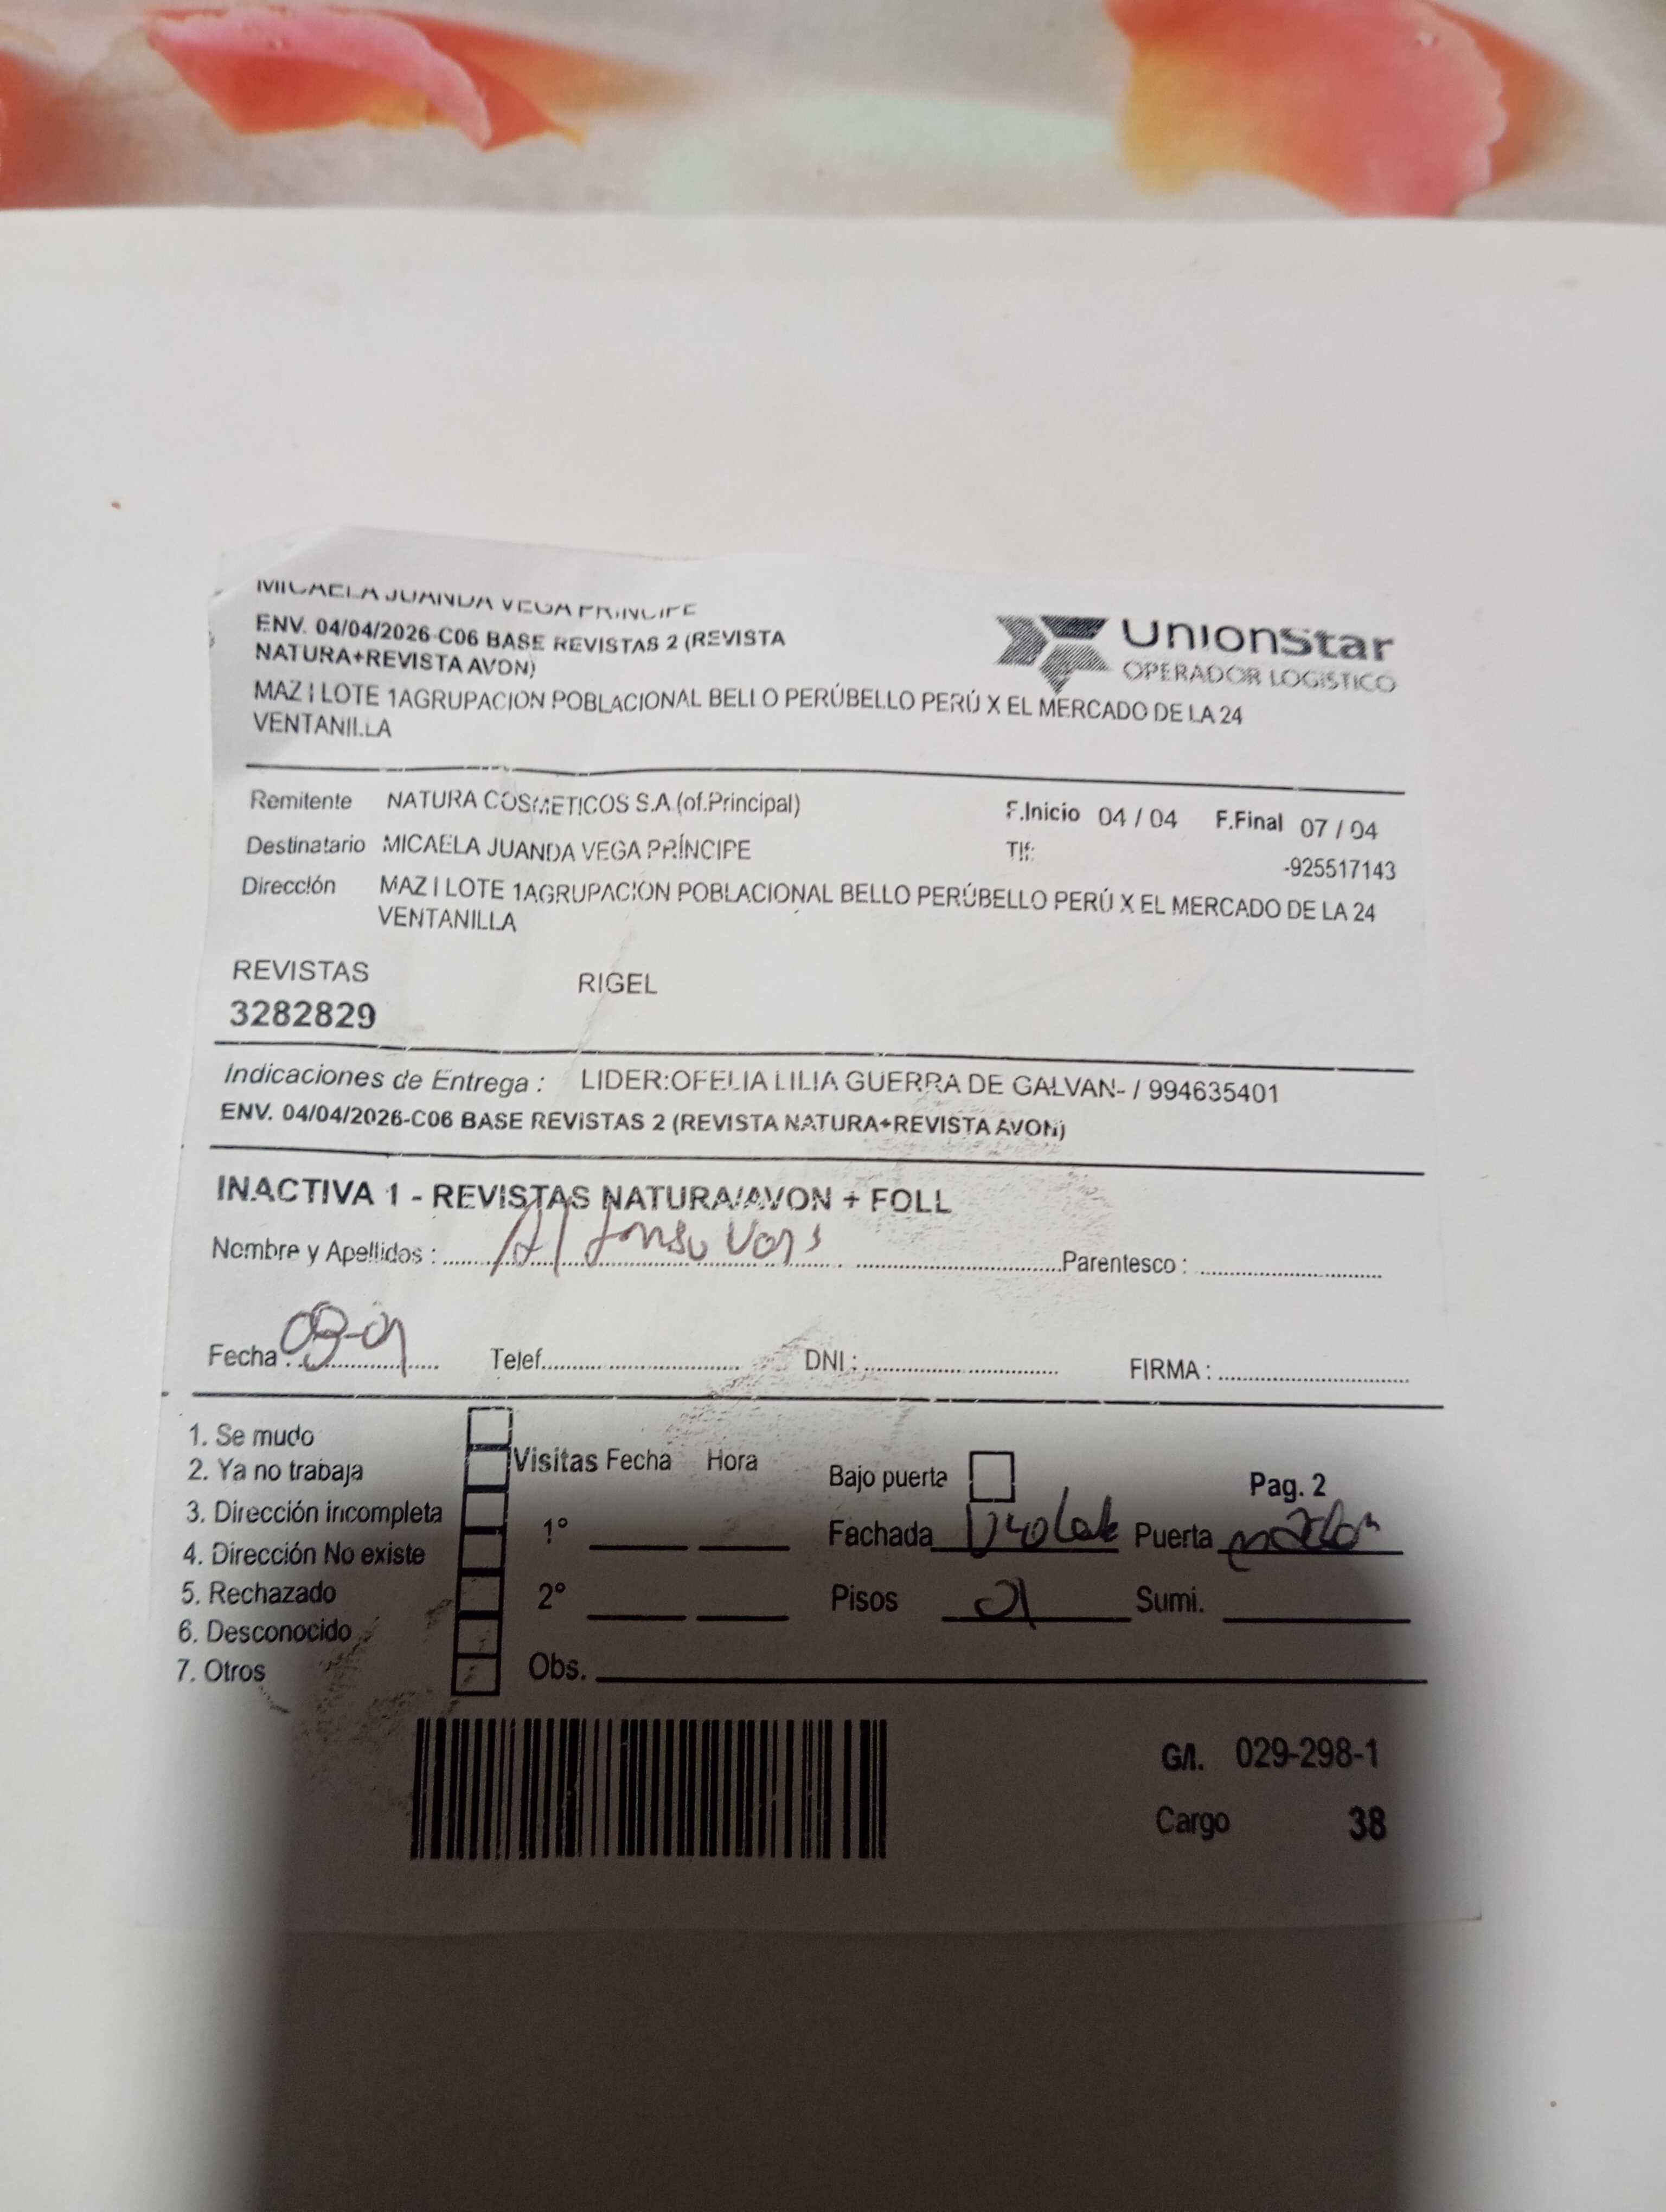 MICAELA JUANDA VEGA PRÍNCIPE
ENV. 04/04/2026-C06 BASE REVISTAS 2 (REVISTA
NATURA+REVISTA AVON)
UnionStar
OPERADOR LOGISTICO
MAZ I LOTE 1AGRUPACION POBLACIONAL BELLO PERÚBELLO PERÚ X EL MERCADO DE LA 24
VENTANILLA
Remitente NATURA COSMETICOS S.A (of.Principal) F.Inicio 04 / 04 F.Final 07 / 04
Destinatario MICAELA JUANDA VEGA PRÍNCIPE Tlf: -925517143
Dirección MAZ I LOTE 1AGRUPACION POBLACIONAL BELLO PERÚBELLO PERÚ X EL MERCADO DE LA 24
VENTANILLA
REVISTAS RIGEL
3282829
Indicaciones de Entrega : LIDER:OFELIA LILIA GUERRA DE GALVAN- / 994635401
ENV. 04/04/2026-C06 BASE REVISTAS 2 (REVISTA NATURA+REVISTA AVON)
INACTIVA 1 - REVISTAS NATURA/AVON + FOLL
Nombre y Apellidos : Alfonso Parentesco :
Fecha : Telef. DNI : FIRMA :
1. Se mudo
2. Ya no trabaja
3. Dirección incompleta
4. Dirección No existe
5. Rechazado
6. Desconocido
7. Otros
Visitas Fecha Hora
1°
2°
Obs.
Bajo puerta Pag. 2
Fachada Puerta
Pisos Sumi.
G/I. 029-298-1
Cargo 38